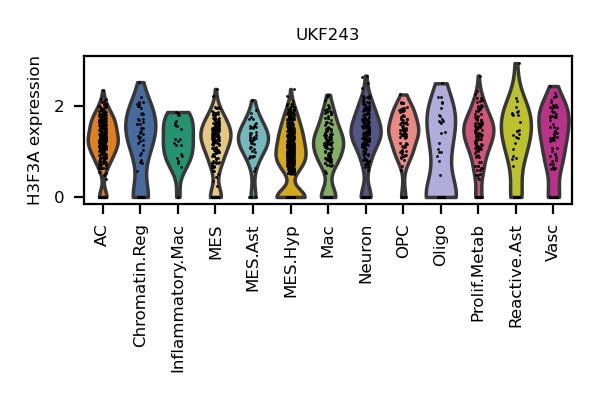 UKF243
H3F3A expression
2
0
AC
Chromatin.Reg
Inflammatory.Mac
MES
MES.Ast
MES.Hyp
Mac
Neuron
OPC
Oligo
Prolif.Metab
Reactive.Ast
Vasc